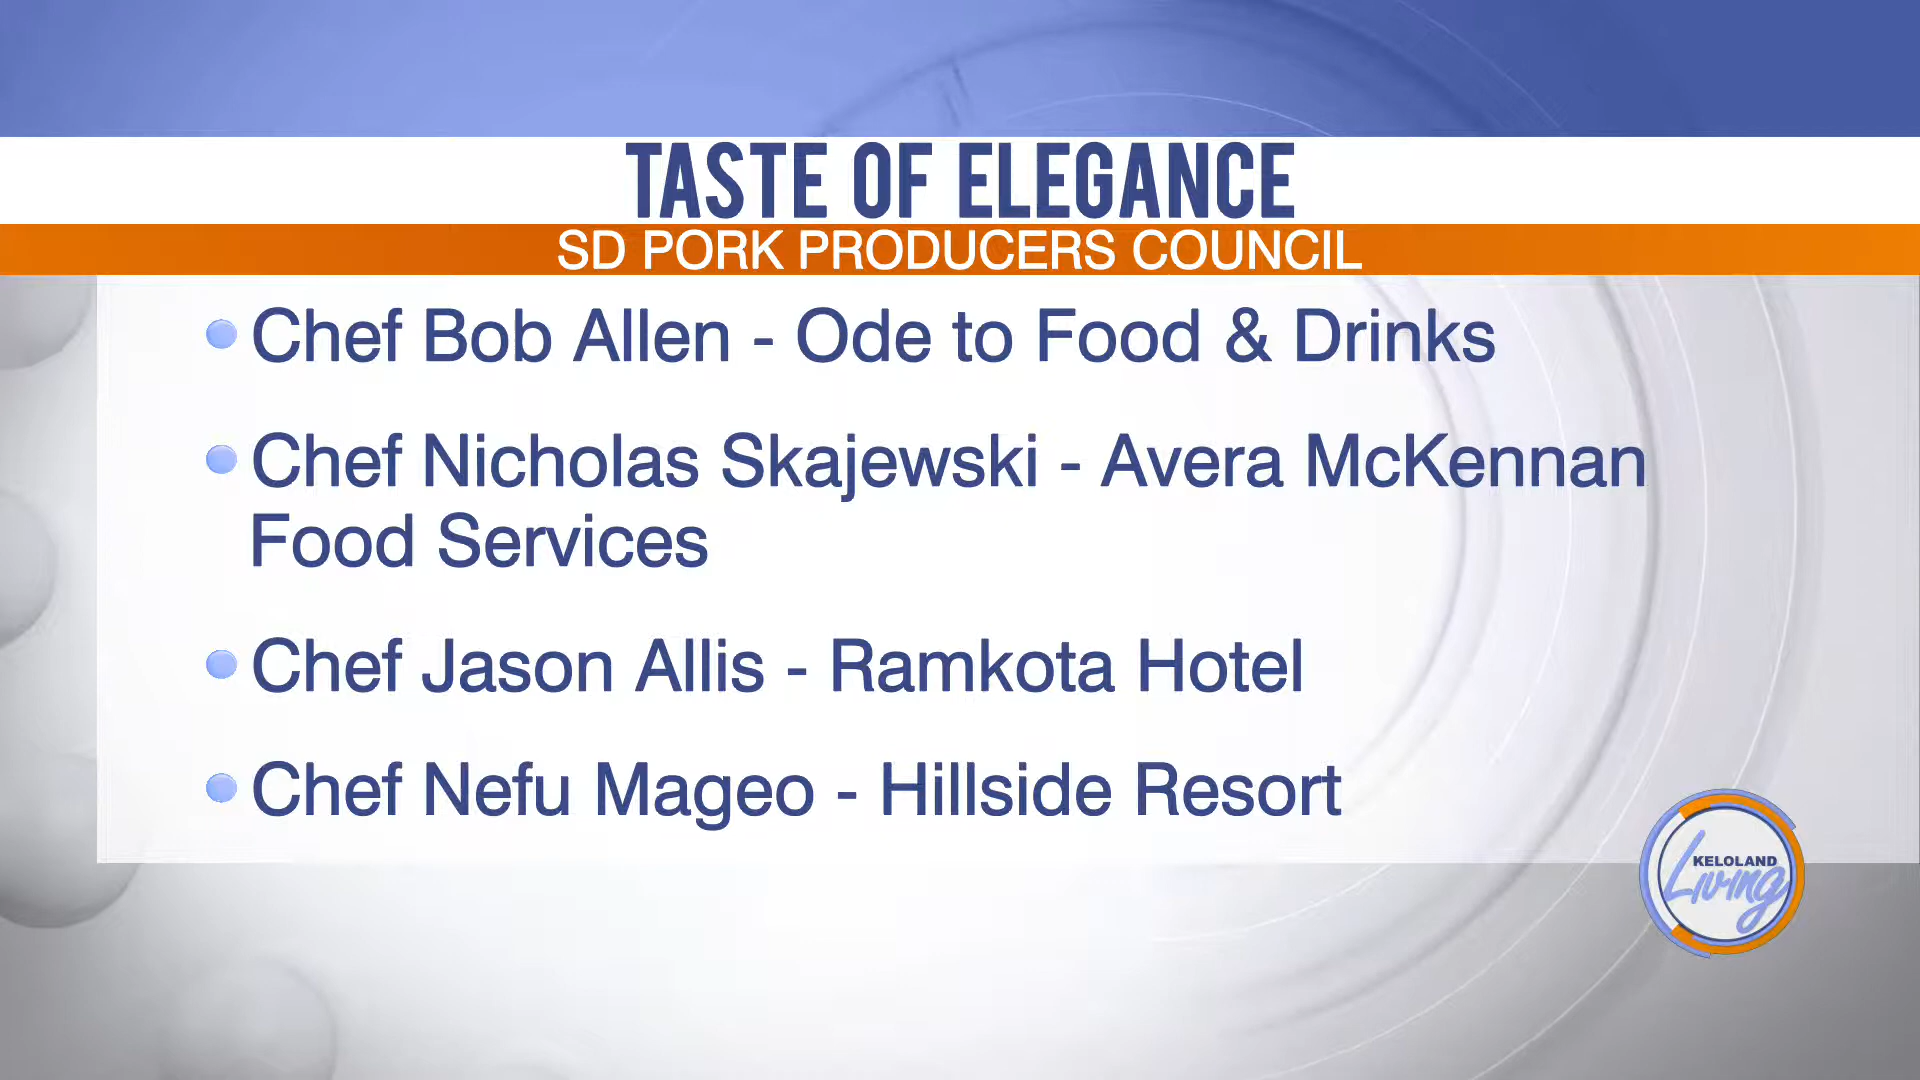 TASTE OF ELEGANCE
SD PORK PRODUCERS COUNCIL
Chef Bob Allen - Ode to Food & Drinks
Chef Nicholas Skajewski - Avera McKennan
Food Services
Chef Jason Allis - Ramkota Hotel
Chef Nefu Mageo - Hillside Resort
KELOLAND
Living